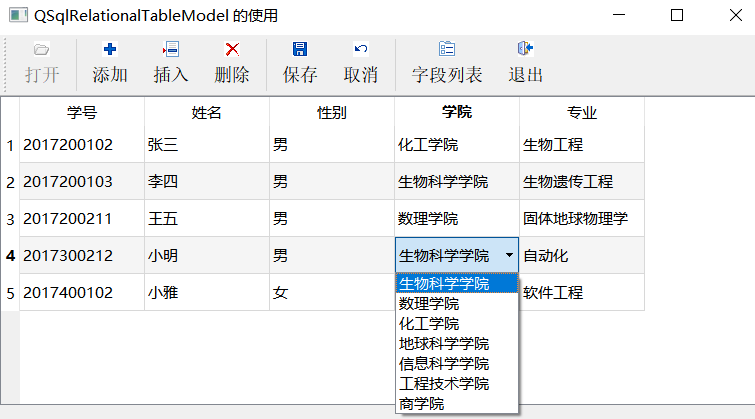 QSqlRelationalTableModel 的使用
打开 添加 插入 删除 保存 取消 字段列表 退出
学号 姓名 性别 学院 专业
1 2017200102 张三 男 化工学院 生物工程
2 2017200103 李四 男 生物科学学院 生物遗传工程
3 2017200211 王五 男 数理学院 固体地球物理学
4 2017300212 小明 男 生物科学学院 自动化
5 2017400102 小雅 女 生物科学学院 软件工程
数理学院
化工学院
地球科学学院
信息科学学院
工程技术学院
商学院